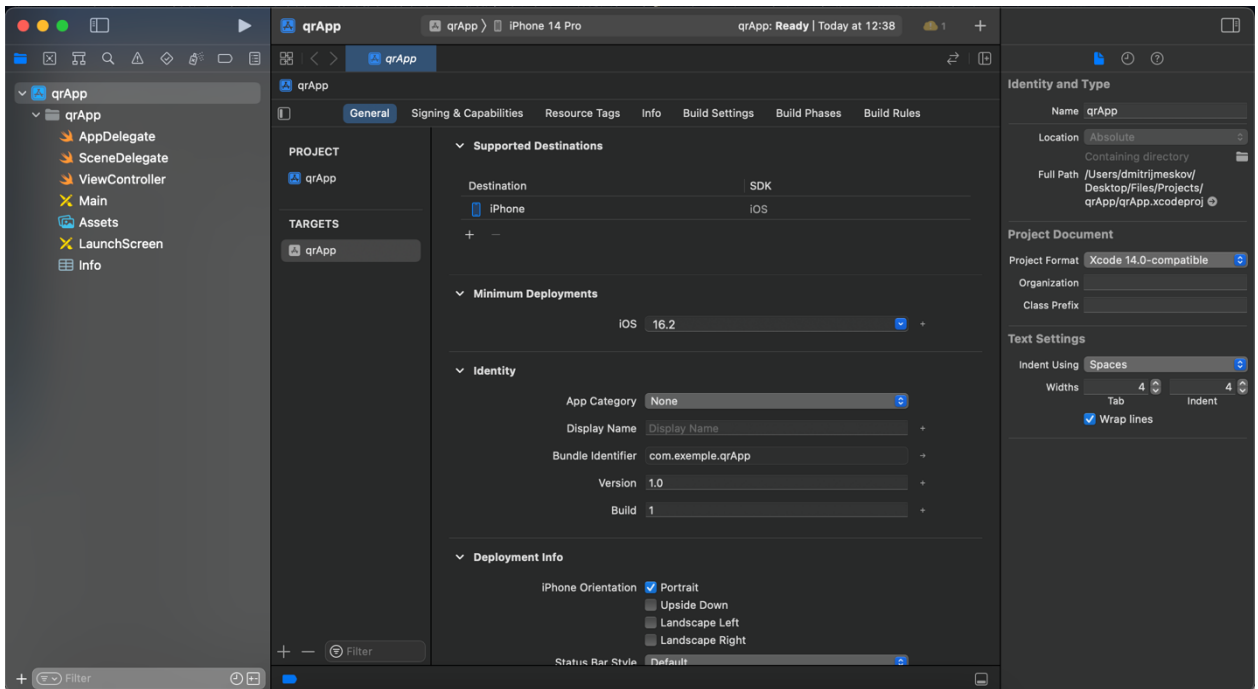 qrApp
qrApp 〉 iPhone 14 Pro
qrApp: Ready | Today at 12:38
1
qrApp
qrApp
AppDelegate
SceneDelegate
ViewController
Main
Assets
LaunchScreen
Info
Filter
qrApp
qrApp
General Signing & Capabilities Resource Tags Info Build Settings Build Phases Build Rules
PROJECT
qrApp
TARGETS
qrApp
Filter
Supported Destinations
Destination SDK
iPhone iOS
Minimum Deployments
iOS 16.2
Identity
App Category None
Display Name Display Name
Bundle Identifier com.exemple.qrApp
Version 1.0
Build 1
Deployment Info
iPhone Orientation Portrait
Upside Down
Landscape Left
Landscape Right
Status Bar Style Default
Identity and Type
Name qrApp
Location Absolute
Containing directory
Full Path /Users/dmitrijmeskov/
Desktop/Files/Projects/
qrApp/qrApp.xcodeproj
Project Document
Project Format Xcode 14.0-compatible
Organization
Class Prefix
Text Settings
Indent Using Spaces
Widths 4 4
Tab Indent
Wrap lines